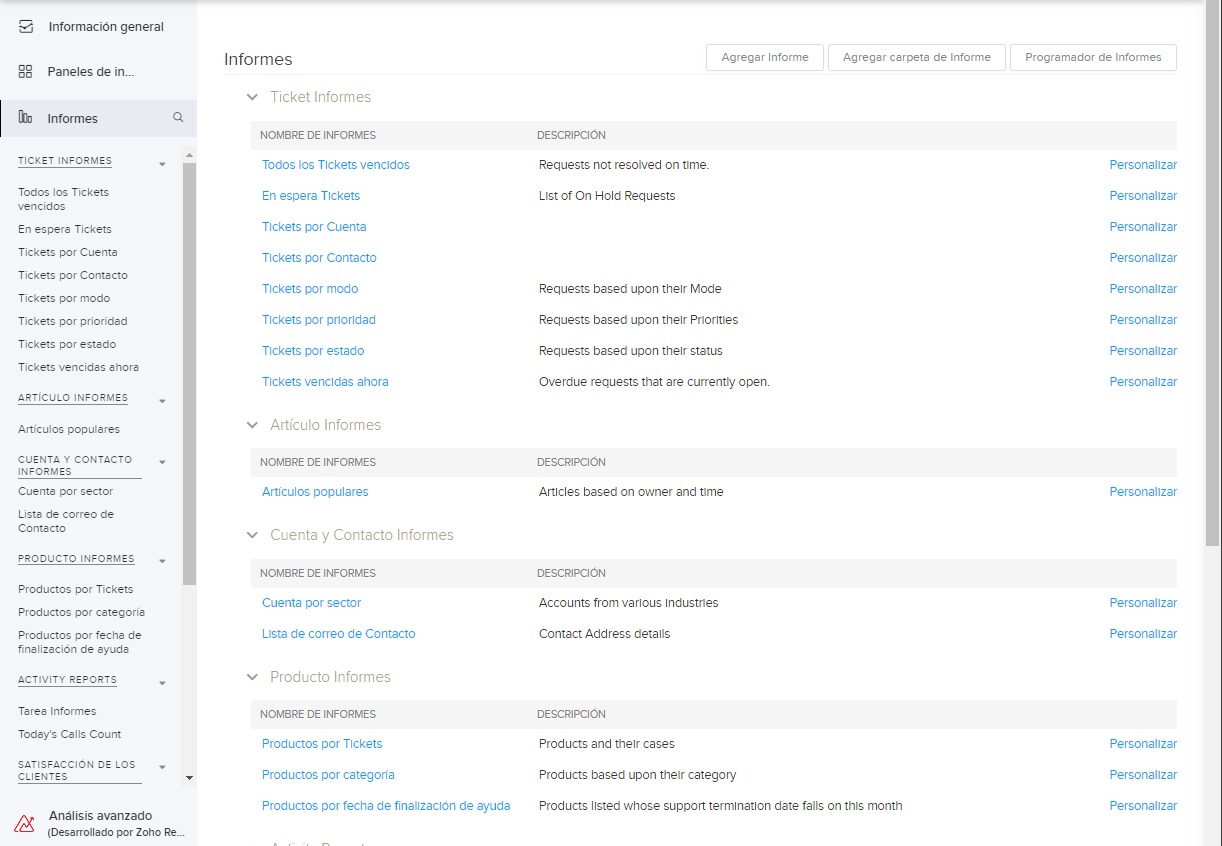 Información general
Paneles de in...
Informes
TICKET INFORMES
Todos los Tickets
vencidos
En espera Tickets
Tickets por Cuenta
Tickets por Contacto
Tickets por modo
Tickets por prioridad
Tickets por estado
Tickets vencidas ahora
ARTÍCULO INFORMES
Artículos populares
CUENTA Y CONTACTO
INFORMES
Cuenta por sector
Lista de correo de
Contacto
PRODUCTO INFORMES
Productos por Tickets
Productos por categoría
Productos por fecha de
finalización de ayuda
ACTIVITY REPORTS
Tarea Informes
Today's Calls Count
SATISFACCIÓN DE LOS
CLIENTES
Análisis avanzado
(Desarrollado por Zoho Re...
Informes Agregar Informe Agregar carpeta de Informe Programador de Informes
Ticket Informes
NOMBRE DE INFORMES DESCRIPCIÓN
Todos los Tickets vencidos Requests not resolved on time. Personalizar
En espera Tickets List of On Hold Requests Personalizar
Tickets por Cuenta Personalizar
Tickets por Contacto Personalizar
Tickets por modo Requests based upon their Mode Personalizar
Tickets por prioridad Requests based upon their Priorities Personalizar
Tickets por estado Requests based upon their status Personalizar
Tickets vencidas ahora Overdue requests that are currently open. Personalizar
Artículo Informes
NOMBRE DE INFORMES DESCRIPCIÓN
Artículos populares Articles based on owner and time Personalizar
Cuenta y Contacto Informes
NOMBRE DE INFORMES DESCRIPCIÓN
Cuenta por sector Accounts from various industries Personalizar
Lista de correo de Contacto Contact Address details Personalizar
Producto Informes
NOMBRE DE INFORMES DESCRIPCIÓN
Productos por Tickets Products and their cases Personalizar
Productos por categoría Products based upon their category Personalizar
Productos por fecha de finalización de ayuda Products listed whose support termination date falls on this month Personalizar